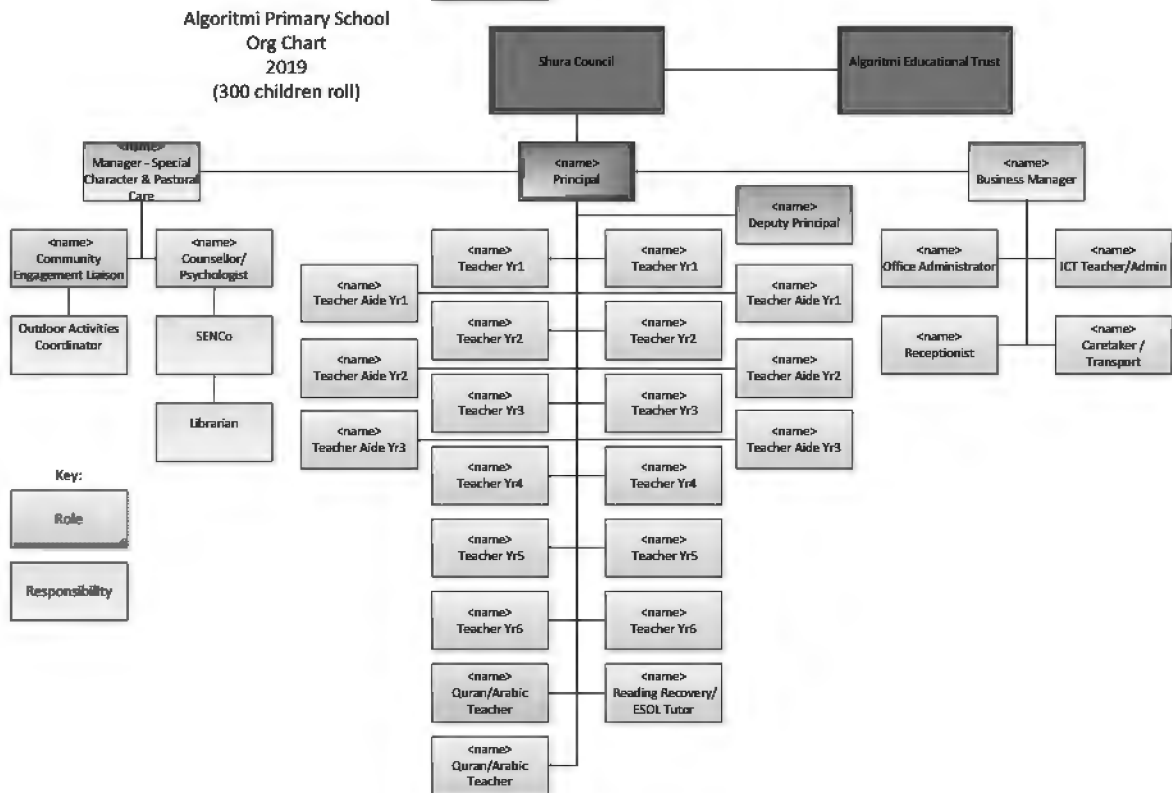 Algoritmi Primary School
Org Chart
2019
(300 children roll)
Shura Council
Algoritmi Educational Trust
<name>
Manager - Special
Character & Pastoral
Care
<name>
Principal
<name>
Business Manager
<name>
Deputy Principal
<name>
Community
Engagement Liaison
<name>
Counsellor/
Psychologist
<name>
Teacher Yr1
<name>
Teacher Yr1
<name>
Office Administrator
<name>
ICT Teacher/Admin
<name>
Teacher Aide Yr1
<name>
Teacher Aide Yr1
Outdoor Activities
Coordinator
SENCo
<name>
Teacher Yr2
<name>
Teacher Yr2
<name>
Receptionist
<name>
Caretaker /
Transport
<name>
Teacher Aide Yr2
<name>
Teacher Aide Yr2
Librarian
<name>
Teacher Yr3
<name>
Teacher Yr3
<name>
Teacher Aide Yr3
<name>
Teacher Aide Yr3
<name>
Teacher Yr4
<name>
Teacher Yr4
Key:
Role
Responsibility
<name>
Teacher Yr5
<name>
Teacher Yr5
<name>
Teacher Yr6
<name>
Teacher Yr6
<name>
Quran/Arabic
Teacher
<name>
Reading Recovery/
ESOL Tutor
<name>
Quran/Arabic
Teacher